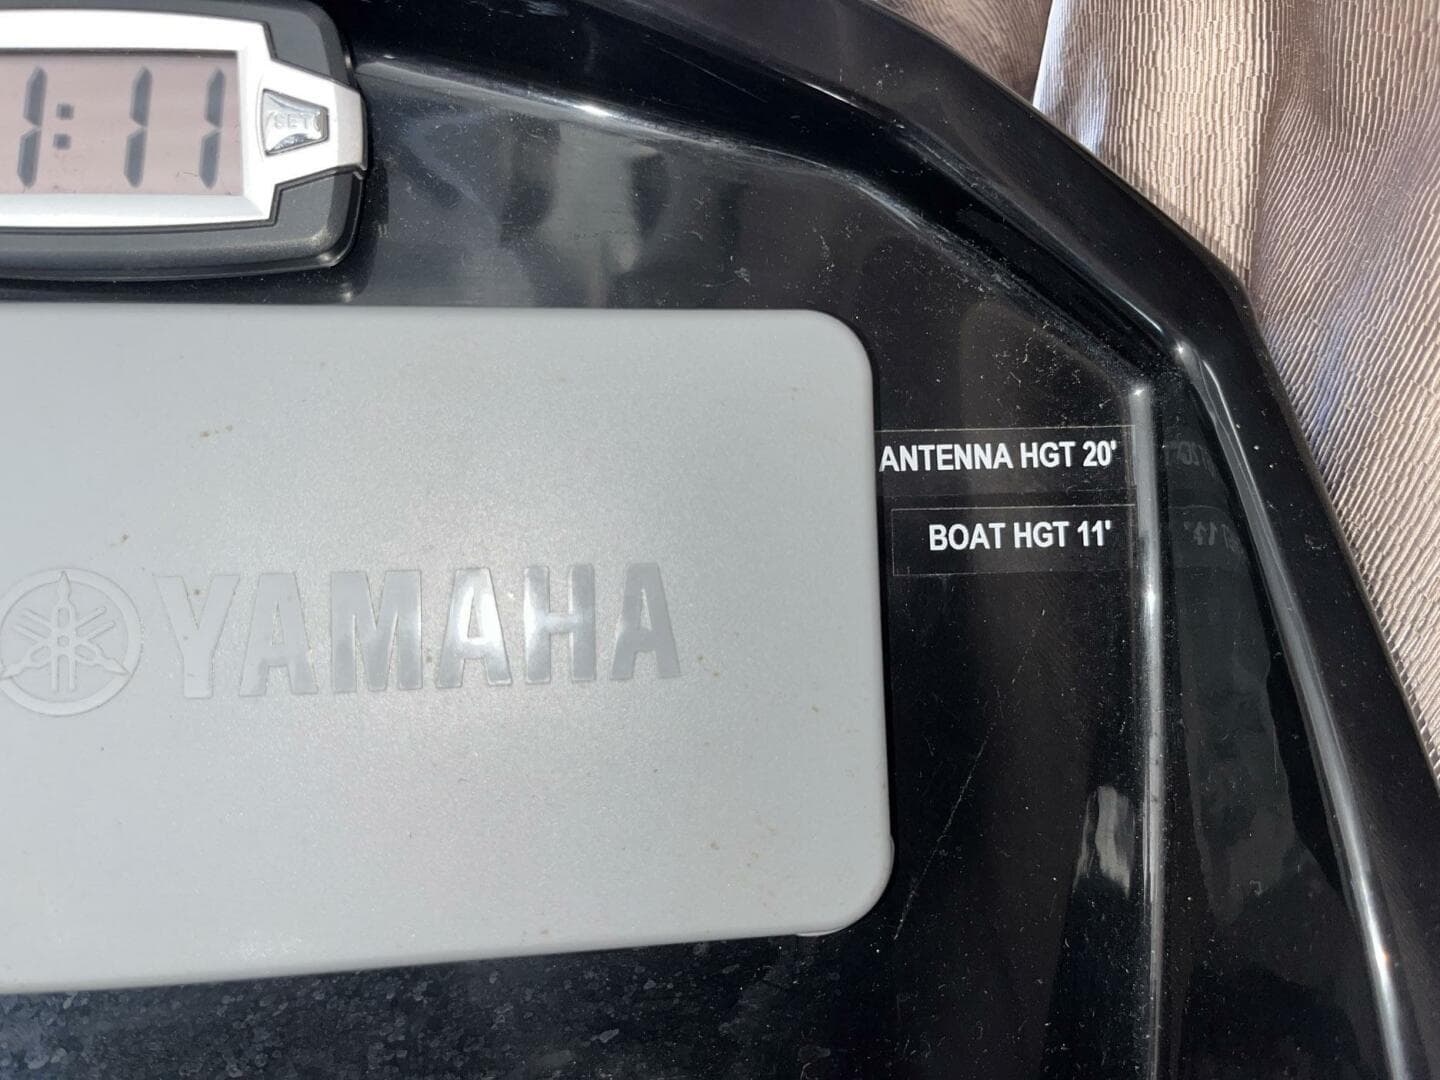 1:11
SET
ANTENNA HGT 20'
BOAT HGT 11'
YAMAHA